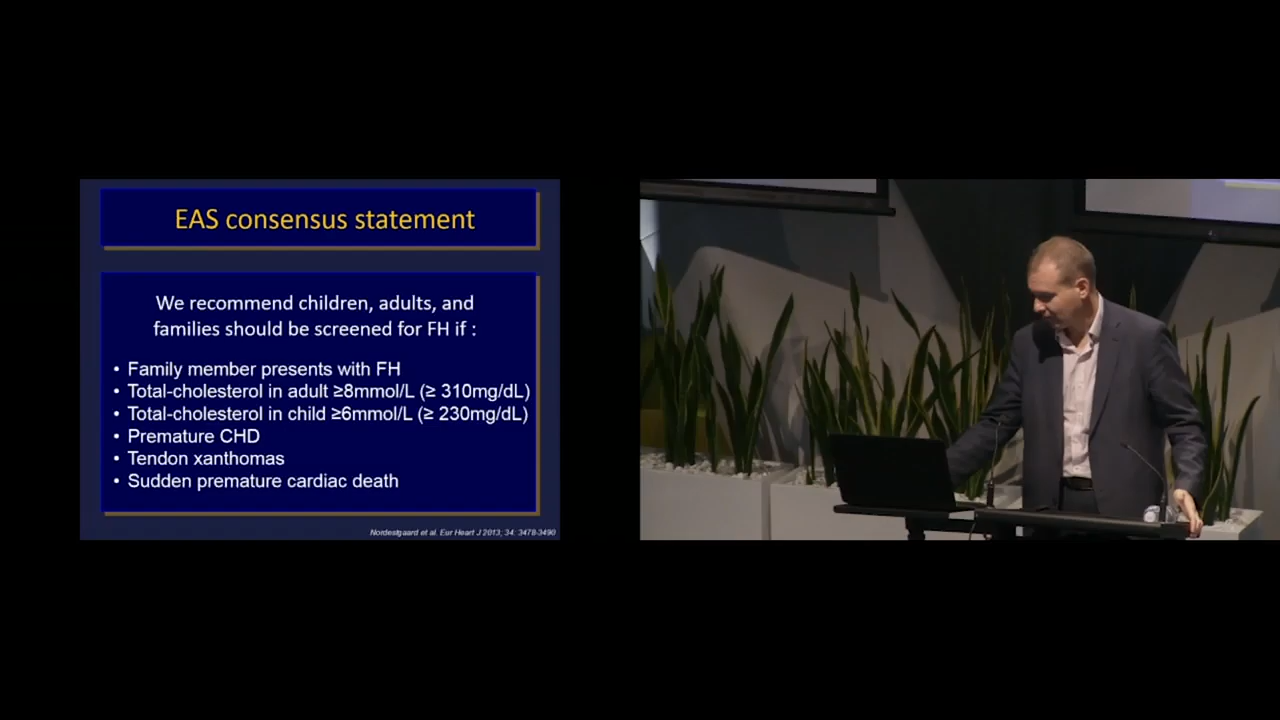 EAS consensus statement
We recommend children, adults, and
families should be screened for FH if :
• Family member presents with FH
• Total-cholesterol in adult ≥8mmol/L (≥ 310mg/dL)
• Total-cholesterol in child ≥6mmol/L (≥ 230mg/dL)
• Premature CHD
• Tendon xanthomas
• Sudden premature cardiac death
Nordestgaard et al. Eur Heart J 2013; 34: 3478-3490